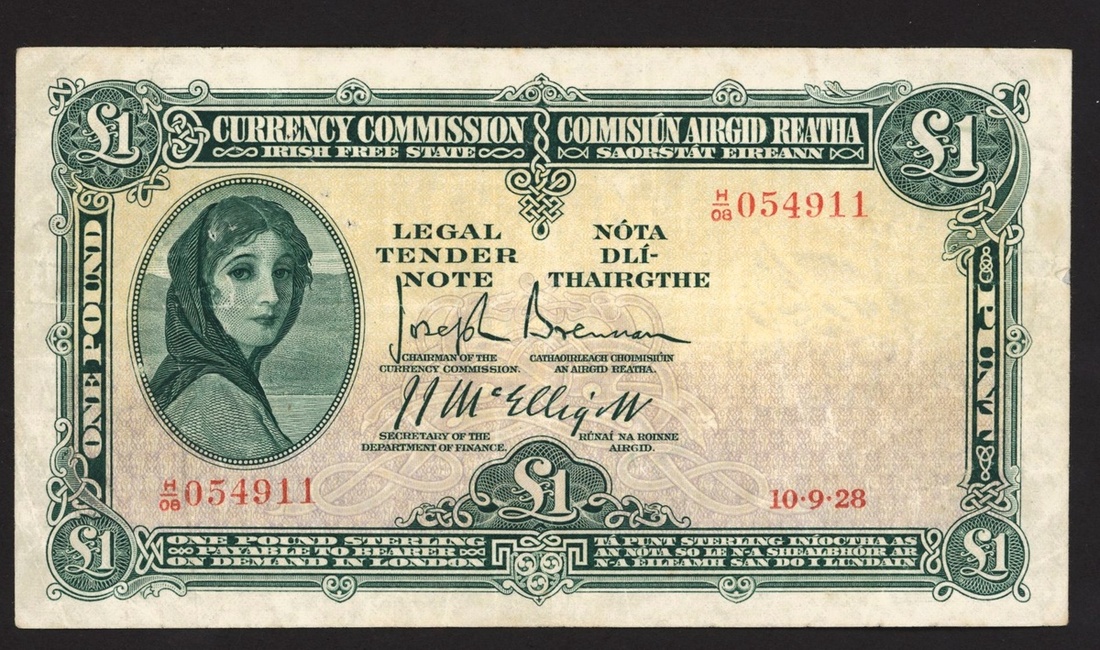 £1
CURRENCY COMMISSION
IRISH FREE STATE
COIMISIÚN AIRGID REATHA
SAORSTÁT EIREANN
£1
H/08 054911
ONE POUND
LEGAL
TENDER
NOTE
NÓTA
DLÍ-
THAIRGTHE
Joseph Brennan
CHAIRMAN OF THE
CURRENCY COMMISSION.
CATHAOIRLEACH CHOIMISIÚIN
AN AIRGID REATHA.
J J McElligott
SECRETARY OF THE
DEPARTMENT OF FINANCE.
RÚNAÍ NA ROINNE
AIRGID.
H/08 054911
£1
10·9·28
£1
ONE POUND STERLING
PAYABLE TO BEARER
ON DEMAND IN LONDON
TÁ PUNT STERLING INÍOCTHA AS
AN NÓTA SO LE N-A SHEALBHÓIR AR
N-A ÉILEAMH SAN DO I LUNDAIN
£1